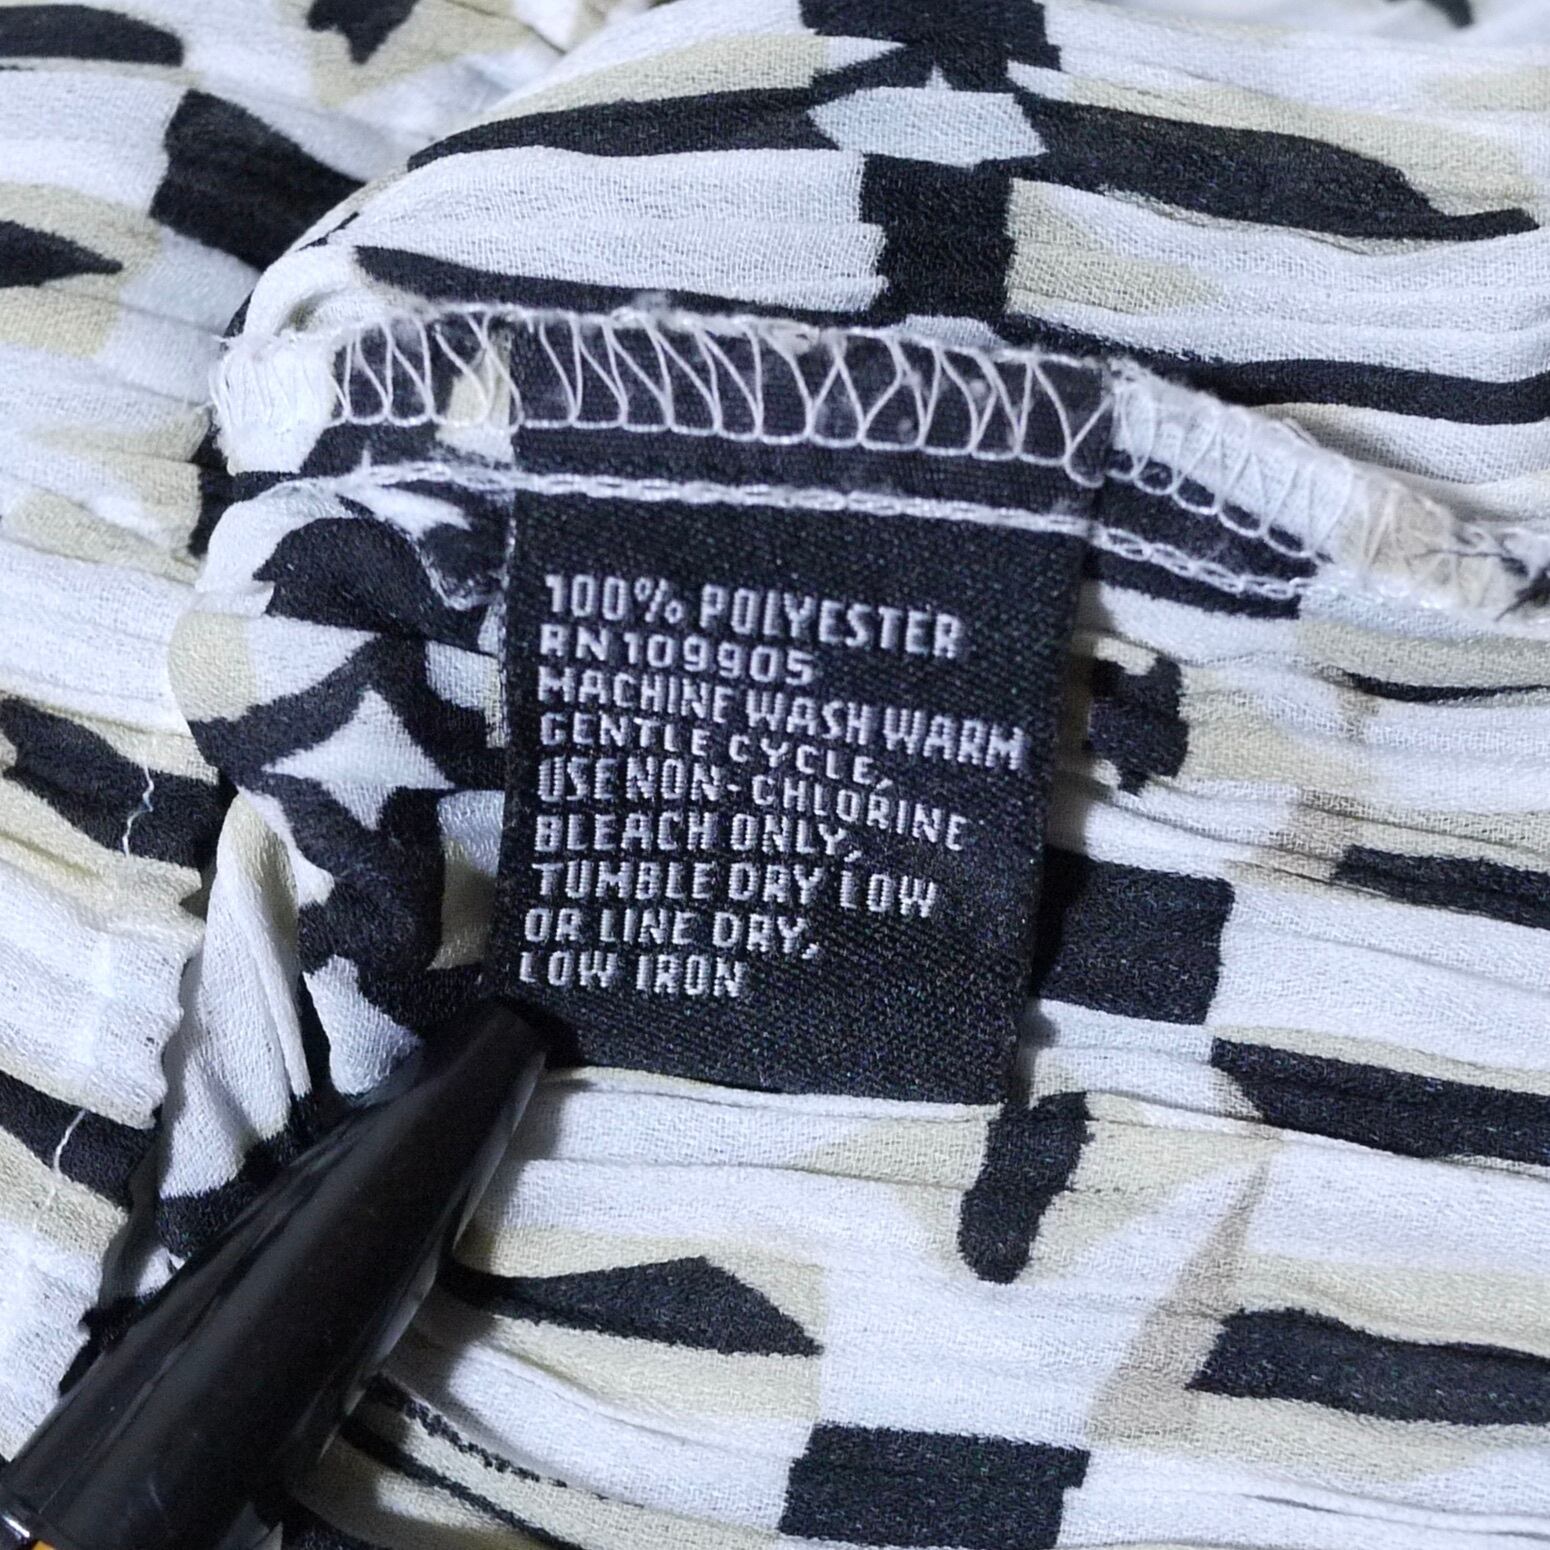 100% POLYESTER
RN 109905
MACHINE WASH WARM
GENTLE CYCLE,
USE NON-CHLORINE
BLEACH ONLY,
TUMBLE DRY LOW
OR LINE DRY,
LOW IRON